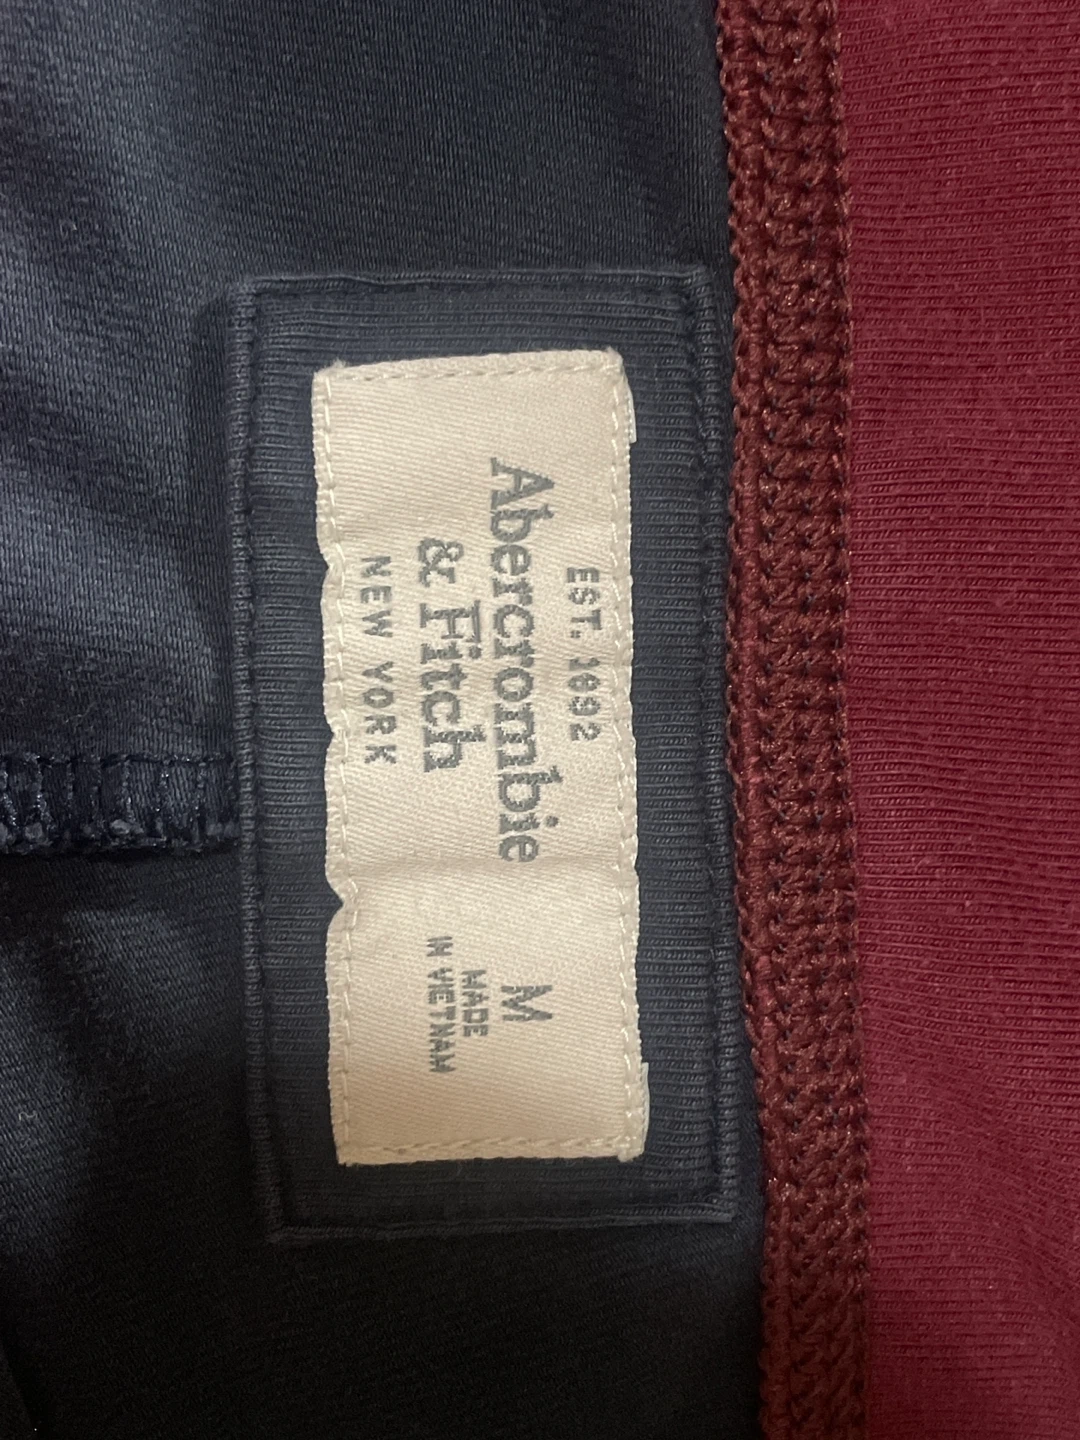 EST. 1892
Abercrombie
& Fitch
NEW YORK
M
MADE
IN VIETNAM